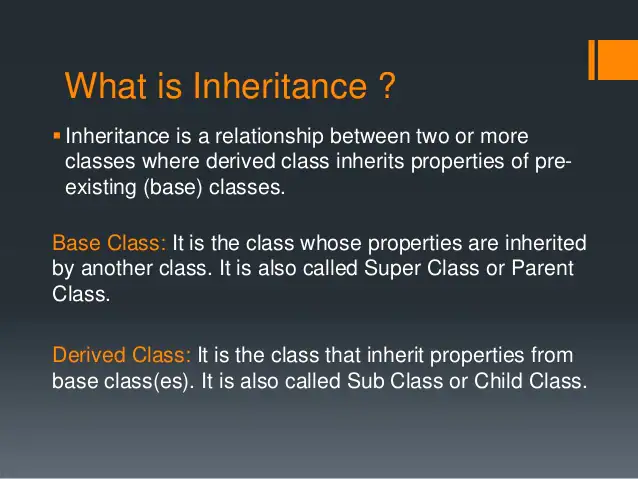 What is Inheritance ?
▪Inheritance is a relationship between two or more
classes where derived class inherits properties of pre-
existing (base) classes.
Base Class: It is the class whose properties are inherited
by another class. It is also called Super Class or Parent
Class.
Derived Class: It is the class that inherit properties from
base class(es). It is also called Sub Class or Child Class.